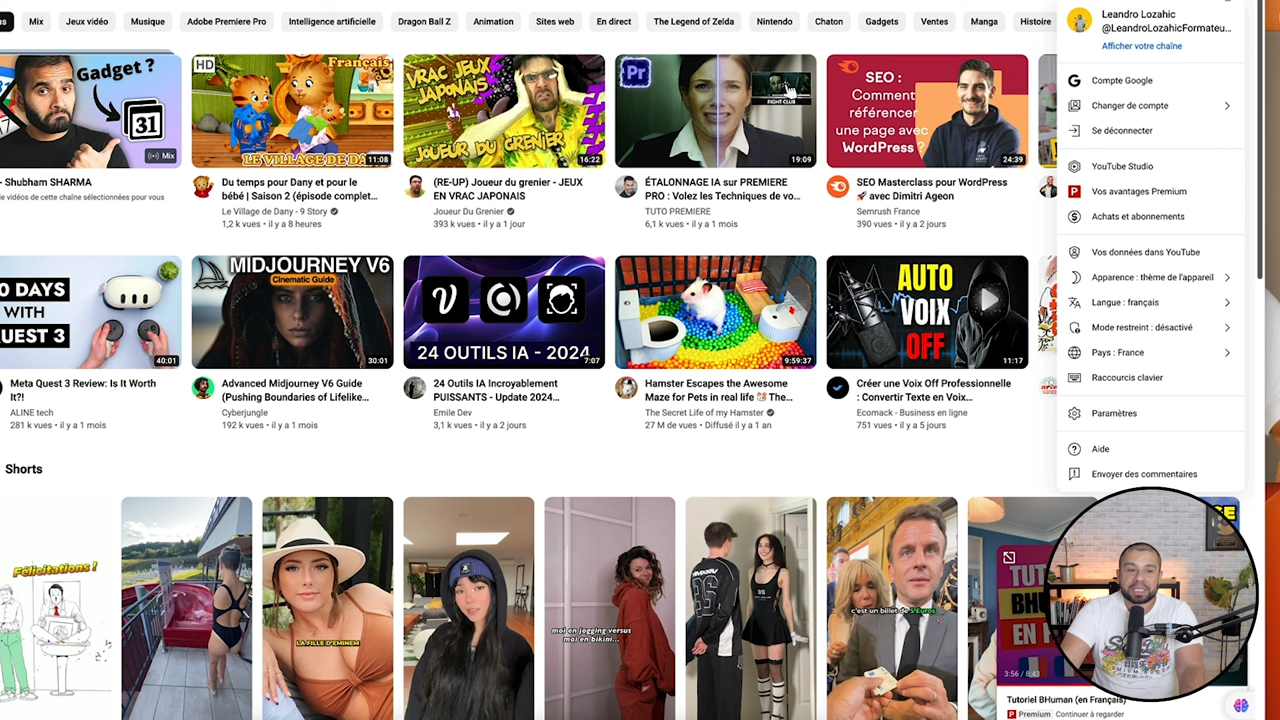 Mix
Jeux vidéo
Musique
Adobe Premiere Pro
Intelligence artificielle
Dragon Ball Z
Animation
Sites web
En direct
The Legend of Zelda
Nintendo
Chaton
Gadgets
Ventes
Manga
Histoire
Leandro Lozahic
@LeandroLozahicFormateu...
Afficher votre chaîne
Compte Google
Changer de compte
Se déconnecter
YouTube Studio
Vos avantages Premium
Achats et abonnements
Vos données dans YouTube
Apparence : thème de l'appareil
Langue : français
Mode restreint : désactivé
Pays : France
Raccourcis clavier
Paramètres
Aide
Envoyer des commentaires
Gadget ?
31
Mix
HD
Français
LE VILLAGE DE DA
11:08
VRAC JEUX
JAPONAIS
JOUEUR DU GRENIER
16:22
Pr
FIGHT CLUB
19:09
SEO :
Comment
référencer
une page avec
WordPress ?
24:39
- Shubham SHARMA
de vidéos de cette chaîne sélectionnées pour vous
Du temps pour Dany et pour le
bébé | Saison 2 (épisode complet...
Le Village de Dany - 9 Story
1,2 k vues • il y a 8 heures
(RE-UP) Joueur du grenier - JEUX
EN VRAC JAPONAIS
Joueur Du Grenier
393 k vues • il y a 1 jour
ÉTALONNAGE IA sur PREMIERE
PRO : Volez les Techniques de vo...
TUTO PREMIERE
6,1 k vues • il y a 1 mois
SEO Masterclass pour WordPress
🚀 avec Dimitri Ageon
Semrush France
390 vues • il y a 2 jours
0 DAYS
WITH
UEST 3
40:01
MIDJOURNEY V6
Cinematic Guide
30:01
24 OUTILS IA - 2024
7:07
9:59:37
AUTO
VOIX
OFF
11:17
Meta Quest 3 Review: Is It Worth
It?!
ALINE tech
281 k vues • il y a 1 mois
Advanced Midjourney V6 Guide
(Pushing Boundaries of Lifelike...
Cyberjungle
192 k vues • il y a 1 mois
24 Outils IA Incroyablement
PUISSANTS - Update 2024...
Emile Dev
3,1 k vues • il y a 2 jours
Hamster Escapes the Awesome
Maze for Pets in real life 🐹 The...
The Secret Life of my Hamster
27 M de vues • Diffusé il y a 1 an
Créer une Voix Off Professionnelle
: Convertir Texte en Voix...
Ecomack - Business en ligne
751 vues • il y a 5 jours
Shorts
Félicitations !
LA FILLE D'EMINEM
moi en jogging versus
moi en bikini...
c'est un billet de 5 Euros
TUT
BHU
EN F
3:56 / 8:43
Tutoriel BHuman (en Français)
Premium
Continuer à regarder